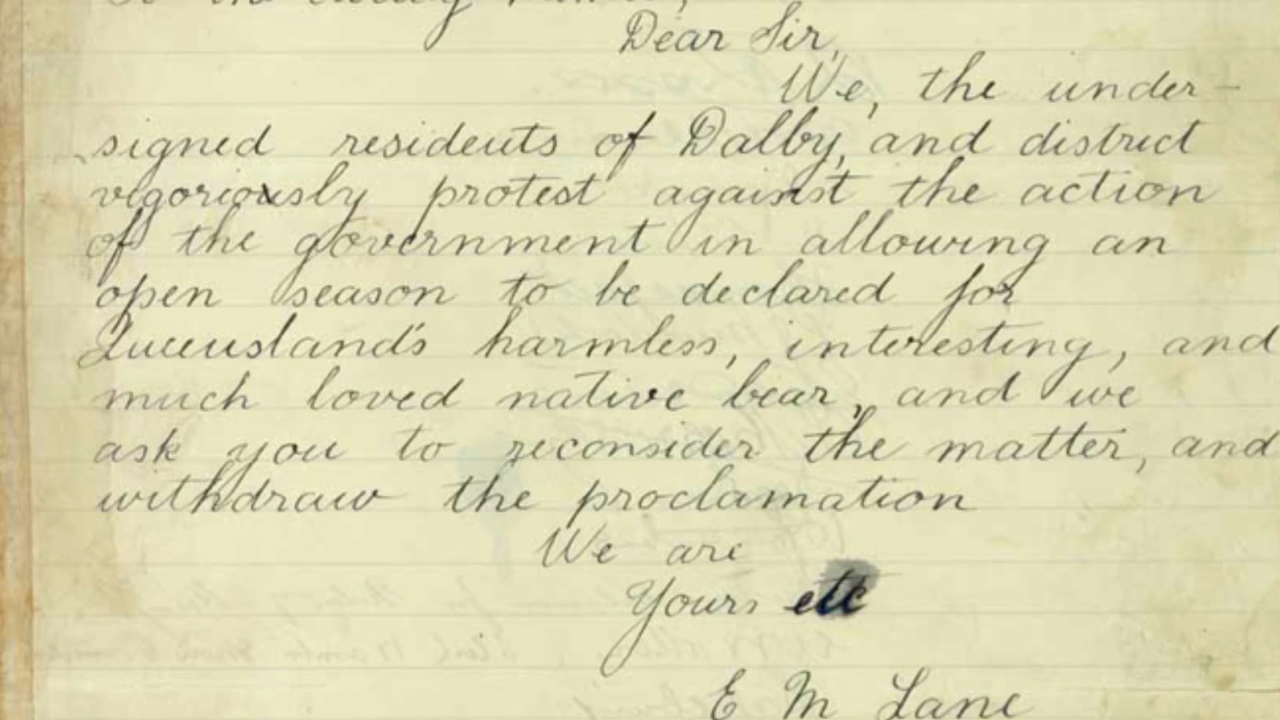 Dear Sir,
We, the under-
signed residents of Dalby, and district
vigoriously protest against the action
of the government in allowing an
open season to be declared for
Queensland's harmless, interesting, and
much loved native bear, and we
ask you to reconsider the matter, and
withdraw the proclamation
We are
Yours etc
E M Lane